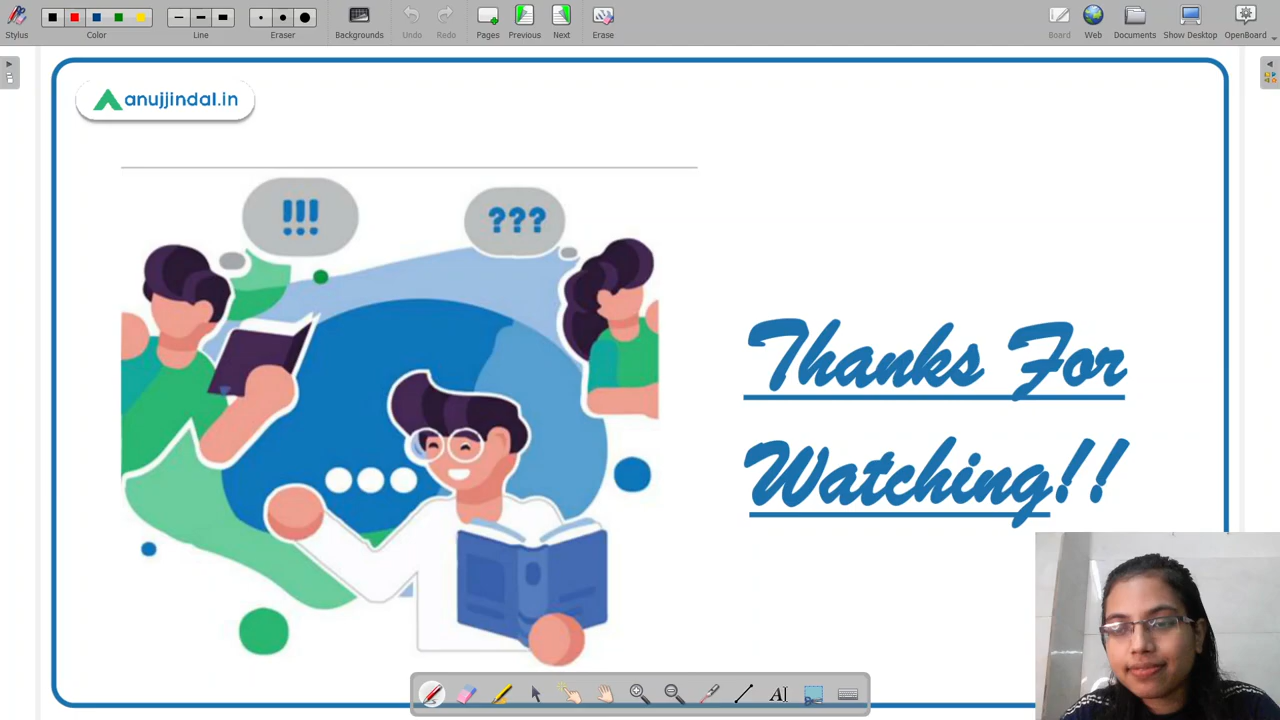 Stylus
Color
Line
Eraser
Backgrounds
Undo
Redo
Pages
Previous
Next
Erase
Board
Web
Documents
Show Desktop
OpenBoard
anujjindal.in
!!!
???
Thanks For
Watching!!
AI